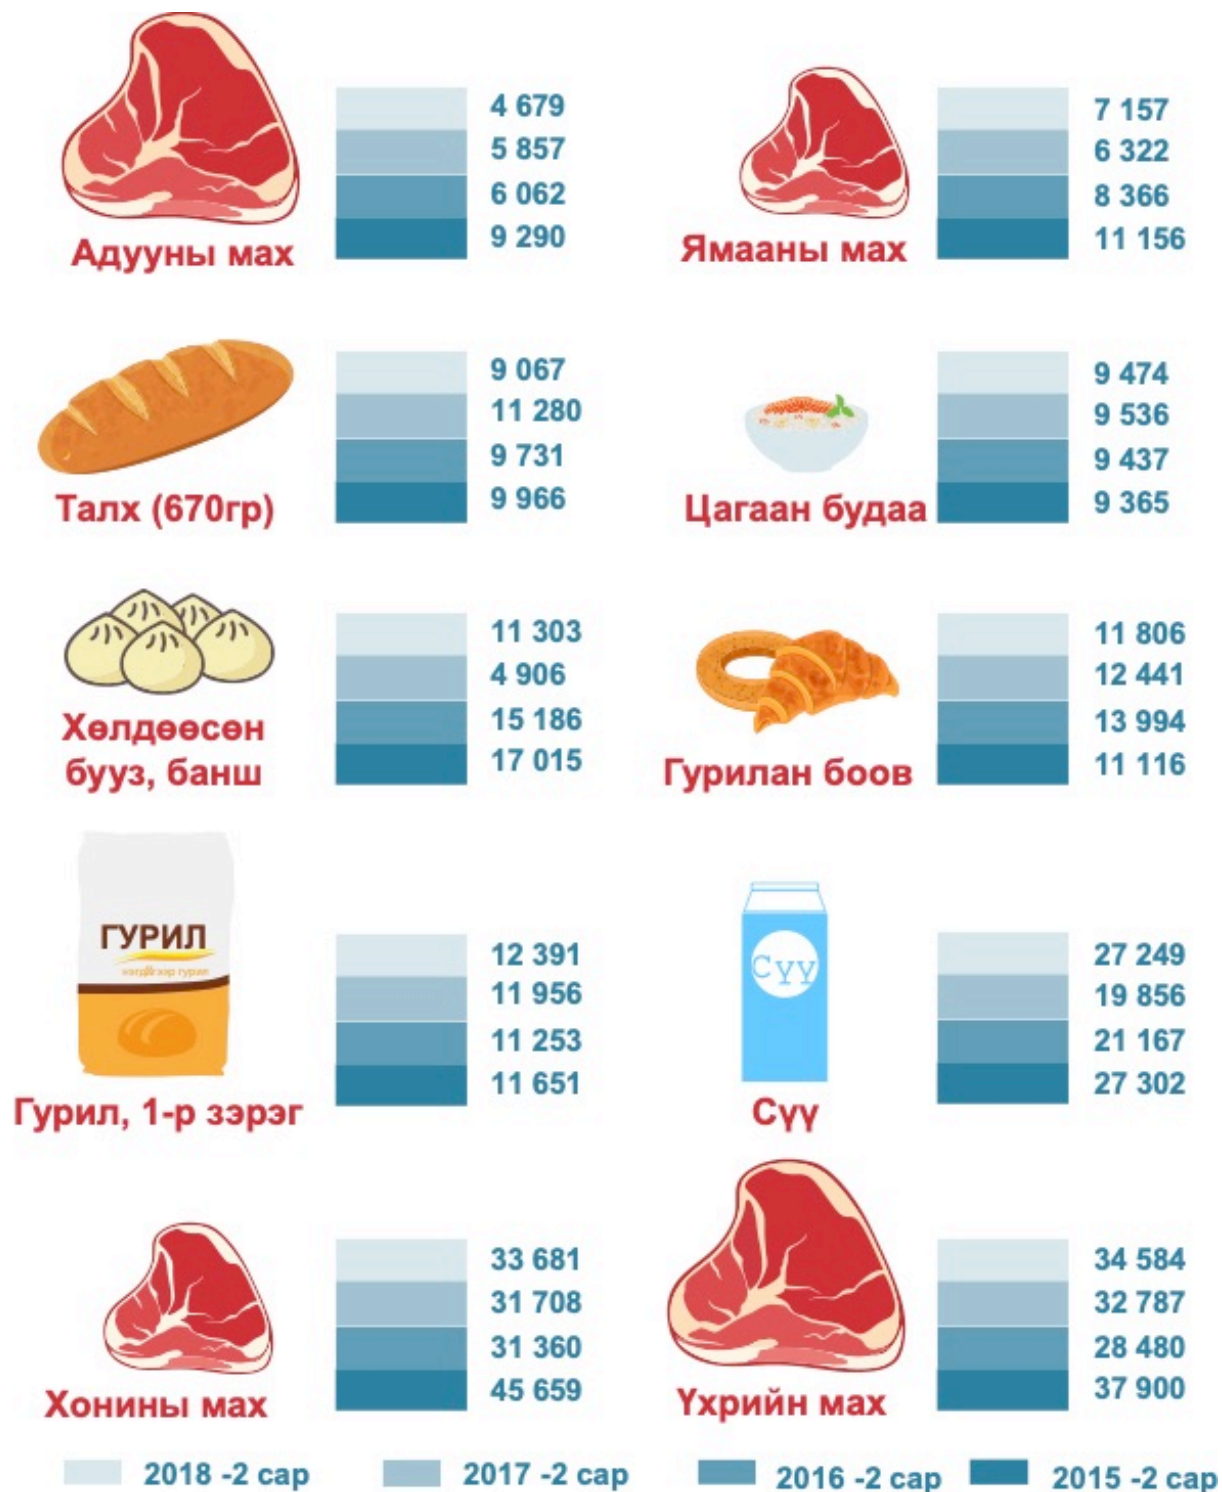 4 679
5 857
6 062
9 290
Адууны мах
7 157
6 322
8 366
11 156
Ямааны мах
9 067
11 280
9 731
9 966
Талх (670гр)
9 474
9 536
9 437
9 365
Цагаан будаа
11 303
4 906
15 186
17 015
Хөлдөөсөн
бууз, банш
11 806
12 441
13 994
11 116
Гурилан боов
ГУРИЛ
гурил
12 391
11 956
11 253
11 651
Гурил, 1-р зэрэг
Сүү
27 249
19 856
21 167
27 302
Сүү
33 681
31 708
31 360
45 659
Хонины мах
34 584
32 787
28 480
37 900
Үхрийн мах
2018 -2 сар
2017 -2 сар
2016 -2 сар
2015 -2 сар